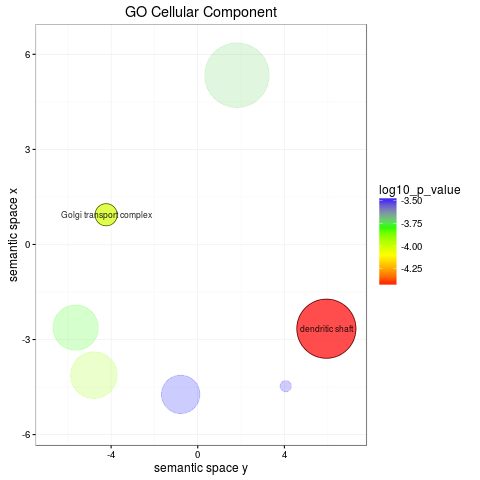 GO Cellular Component
6
3
0
-3
-6
-4
0
4
semantic space x
semantic space y
Golgi transport complex
dendritic shaft
log10_p_value
-3.50
-3.75
-4.00
-4.25